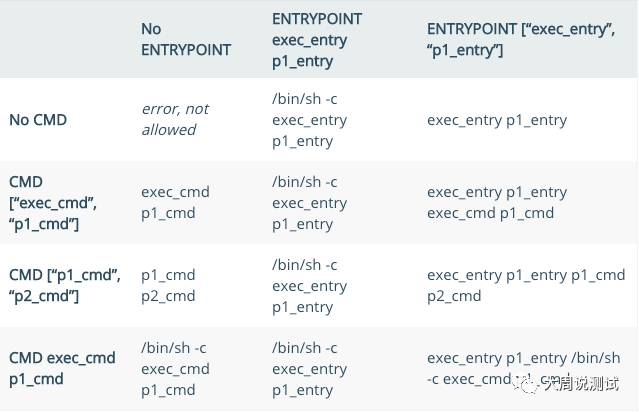 No
ENTRYPOINT
ENTRYPOINT
exec_entry
p1_entry
ENTRYPOINT [“exec_entry”,
“p1_entry”]
No CMD
error, not
allowed
/bin/sh -c
exec_entry
p1_entry
exec_entry p1_entry
CMD
[“exec_cmd”,
“p1_cmd”]
exec_cmd
p1_cmd
/bin/sh -c
exec_entry
p1_entry
exec_entry p1_entry
exec_cmd p1_cmd
CMD [“p1_cmd”,
“p2_cmd”]
p1_cmd
p2_cmd
/bin/sh -c
exec_entry
p1_entry
exec_entry p1_entry p1_cmd
p2_cmd
CMD exec_cmd
p1_cmd
/bin/sh -c
exec_cmd
p1_cmd
/bin/sh -c
exec_entry
p1_entry
exec_entry p1_entry /bin/sh
-c exec_cmd p1_cmd
大周说测试